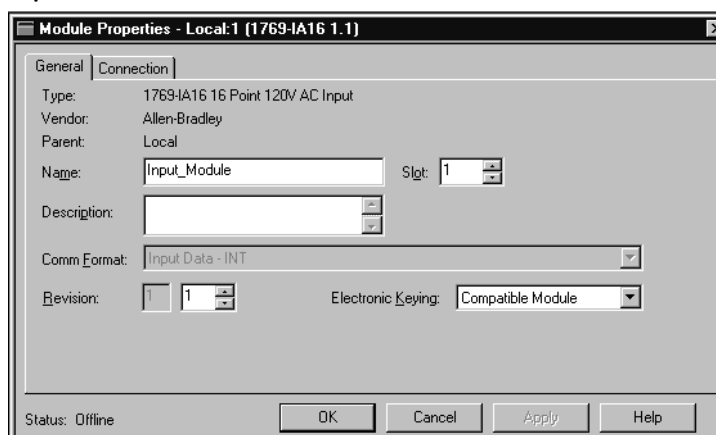 Module Properties - Local:1 (1769-IA16 1.1)
General Connection
Type: 1769-IA16 16 Point 120V AC Input
Vendor: Allen-Bradley
Parent: Local
Name: Input_Module Slot: 1
Description:
Comm Format: Input Data - INT
Revision: 1 1 Electronic Keying: Compatible Module
Status: Offline OK Cancel Apply Help